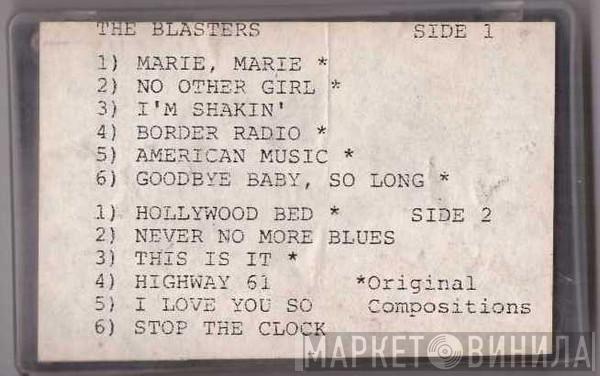 THE BLASTERS SIDE 1
1) MARIE, MARIE *
2) NO OTHER GIRL *
3) I'M SHAKIN'
4) BORDER RADIO *
5) AMERICAN MUSIC *
6) GOODBYE BABY, SO LONG *
1) HOLLYWOOD BED * SIDE 2
2) NEVER NO MORE BLUES
3) THIS IS IT *
4) HIGHWAY 61 *Original
5) I LOVE YOU SO Compositions
6) STOP THE CLOCK
МАРКЕТ ВИНИЛА